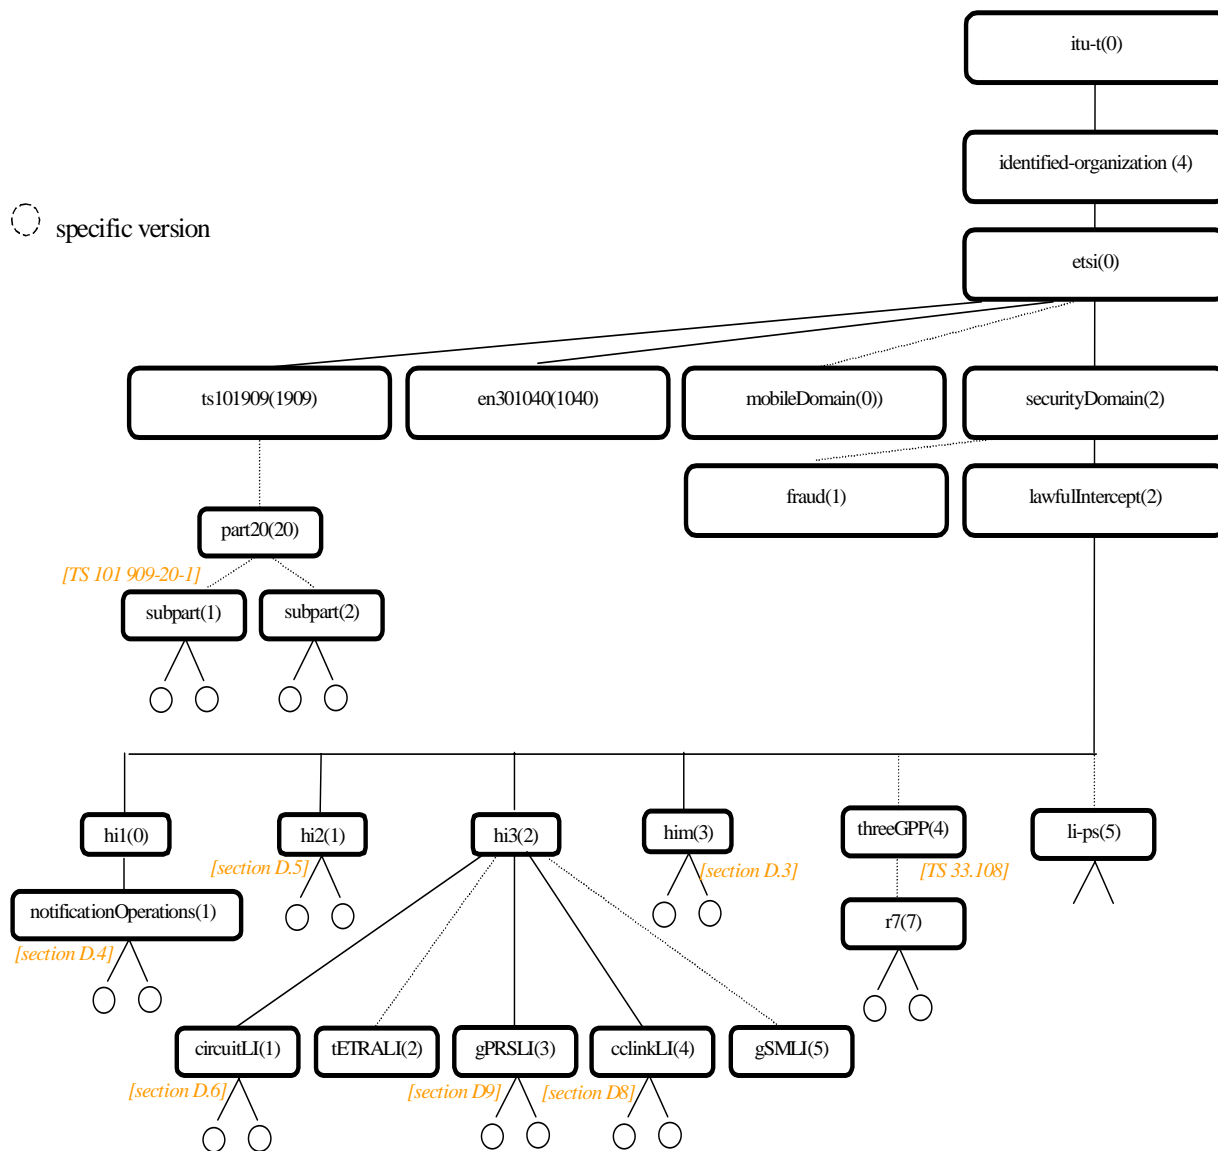 itu-t(0)
identified-organization (4)
specific version
etsi(0)
ts101909(1909)
en301040(1040)
mobileDomain(0))
securityDomain(2)
fraud(1)
lawfulIntercept(2)
part20(20)
[TS 101 909-20-1]
subpart(1)
subpart(2)
hi1(0)
hi2(1)
hi3(2)
him(3)
threeGPP(4)
li-ps(5)
[section D.5]
[section D.3]
[TS 33.108]
notificationOperations(1)
r7(7)
[section D.4]
circuitLI(1)
tETRALI(2)
gPRSLI(3)
cclinkLI(4)
gSMLI(5)
[section D.6]
[section D9]
[section D8]